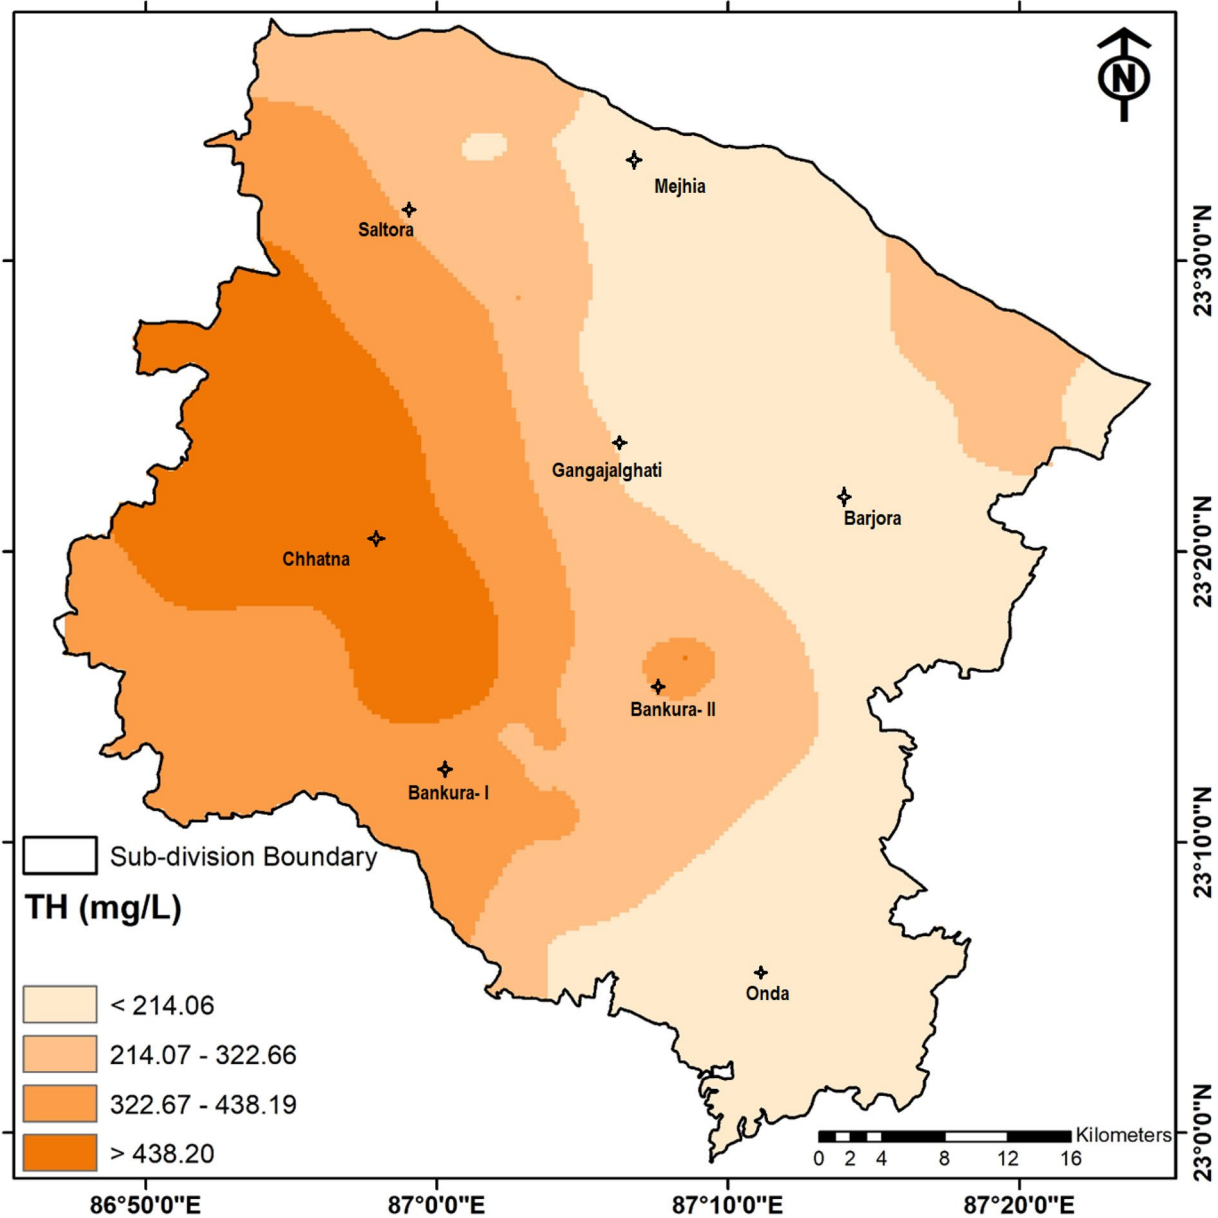 N
Mejhia
Saltora
23°30'0"N
Gangajalghati
Barjora
23°20'0"N
Chhatna
Bankura- II
Bankura- I
23°10'0"N
Sub-division Boundary
TH (mg/L)
Onda
< 214.06
214.07 - 322.66
322.67 - 438.19
> 438.20
Kilometers
0 2 4 8 12 16
23°0'0"N
86°50'0"E 87°0'0"E 87°10'0"E 87°20'0"E